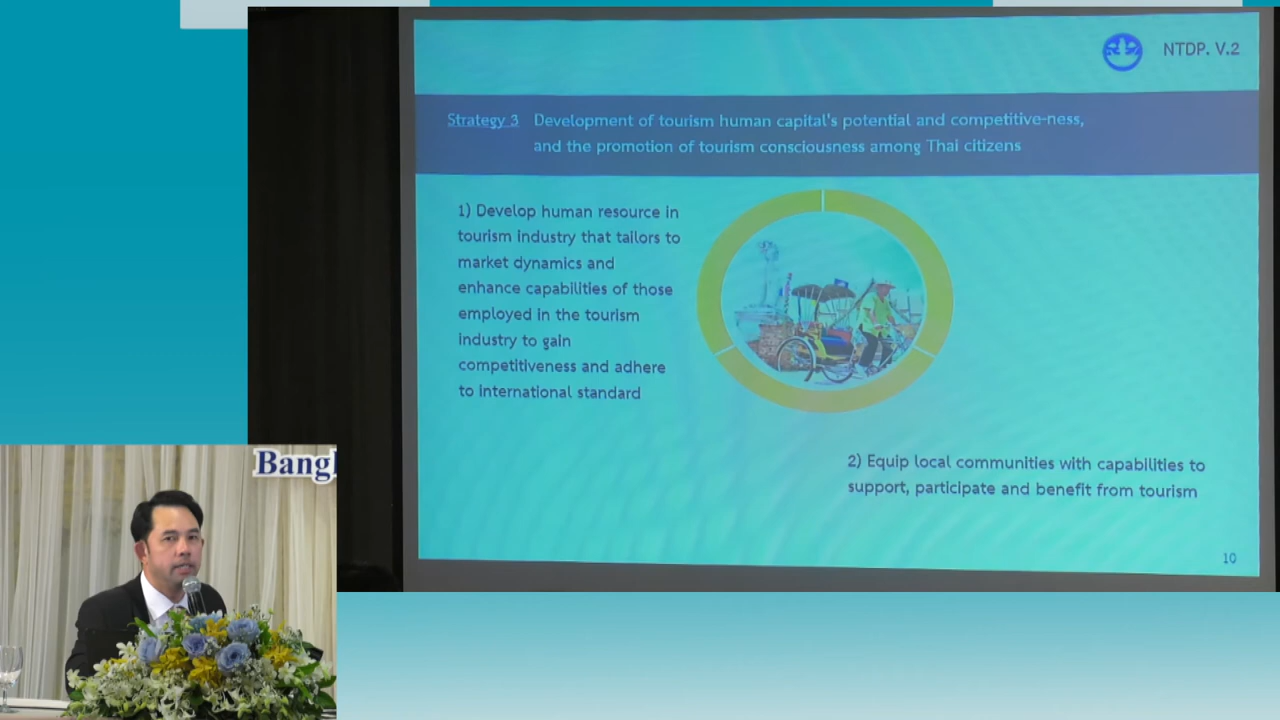 NTDP. V.2
Strategy 3 Development of tourism human capital's potential and competitive-ness,
and the promotion of tourism consciousness among Thai citizens
1) Develop human resource in
tourism industry that tailors to
market dynamics and
enhance capabilities of those
employed in the tourism
industry to gain
competitiveness and adhere
to international standard
2) Equip local communities with capabilities to
support, participate and benefit from tourism
10
Bang